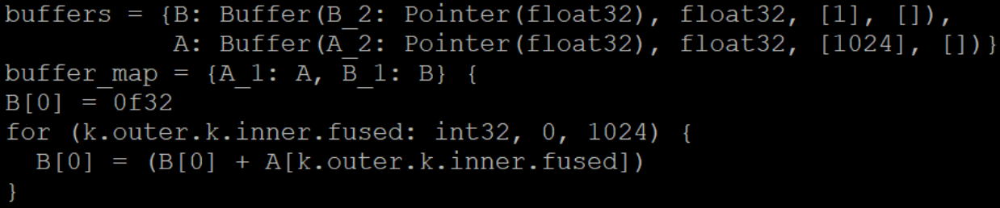 buffers = {B: Buffer(B_2: Pointer(float32), float32, [1], []),
           A: Buffer(A_2: Pointer(float32), float32, [1024], [])}
buffer_map = {A_1: A, B_1: B} {
B[0] = 0f32
for (k.outer.k.inner.fused: int32, 0, 1024) {
  B[0] = (B[0] + A[k.outer.k.inner.fused])
}